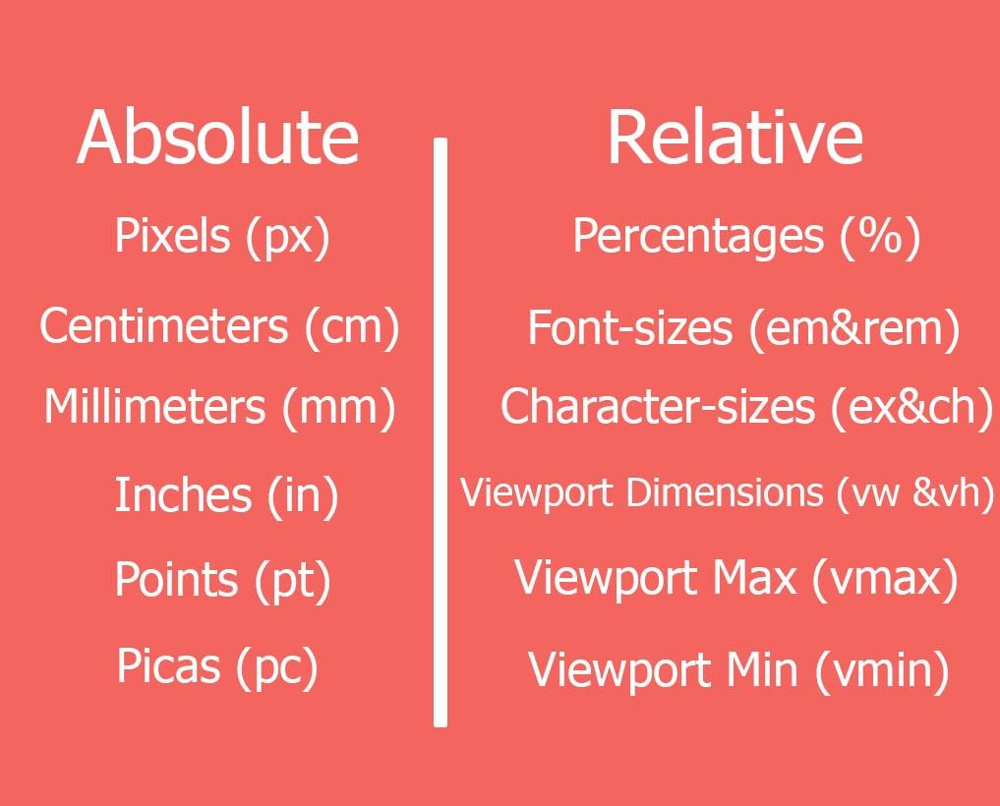 Absolute
Pixels (px)
Centimeters (cm)
Millimeters (mm)
Inches (in)
Points (pt)
Picas (pc)
Relative
Percentages (%)
Font-sizes (em&rem)
Character-sizes (ex&ch)
Viewport Dimensions (vw &vh)
Viewport Max (vmax)
Viewport Min (vmin)